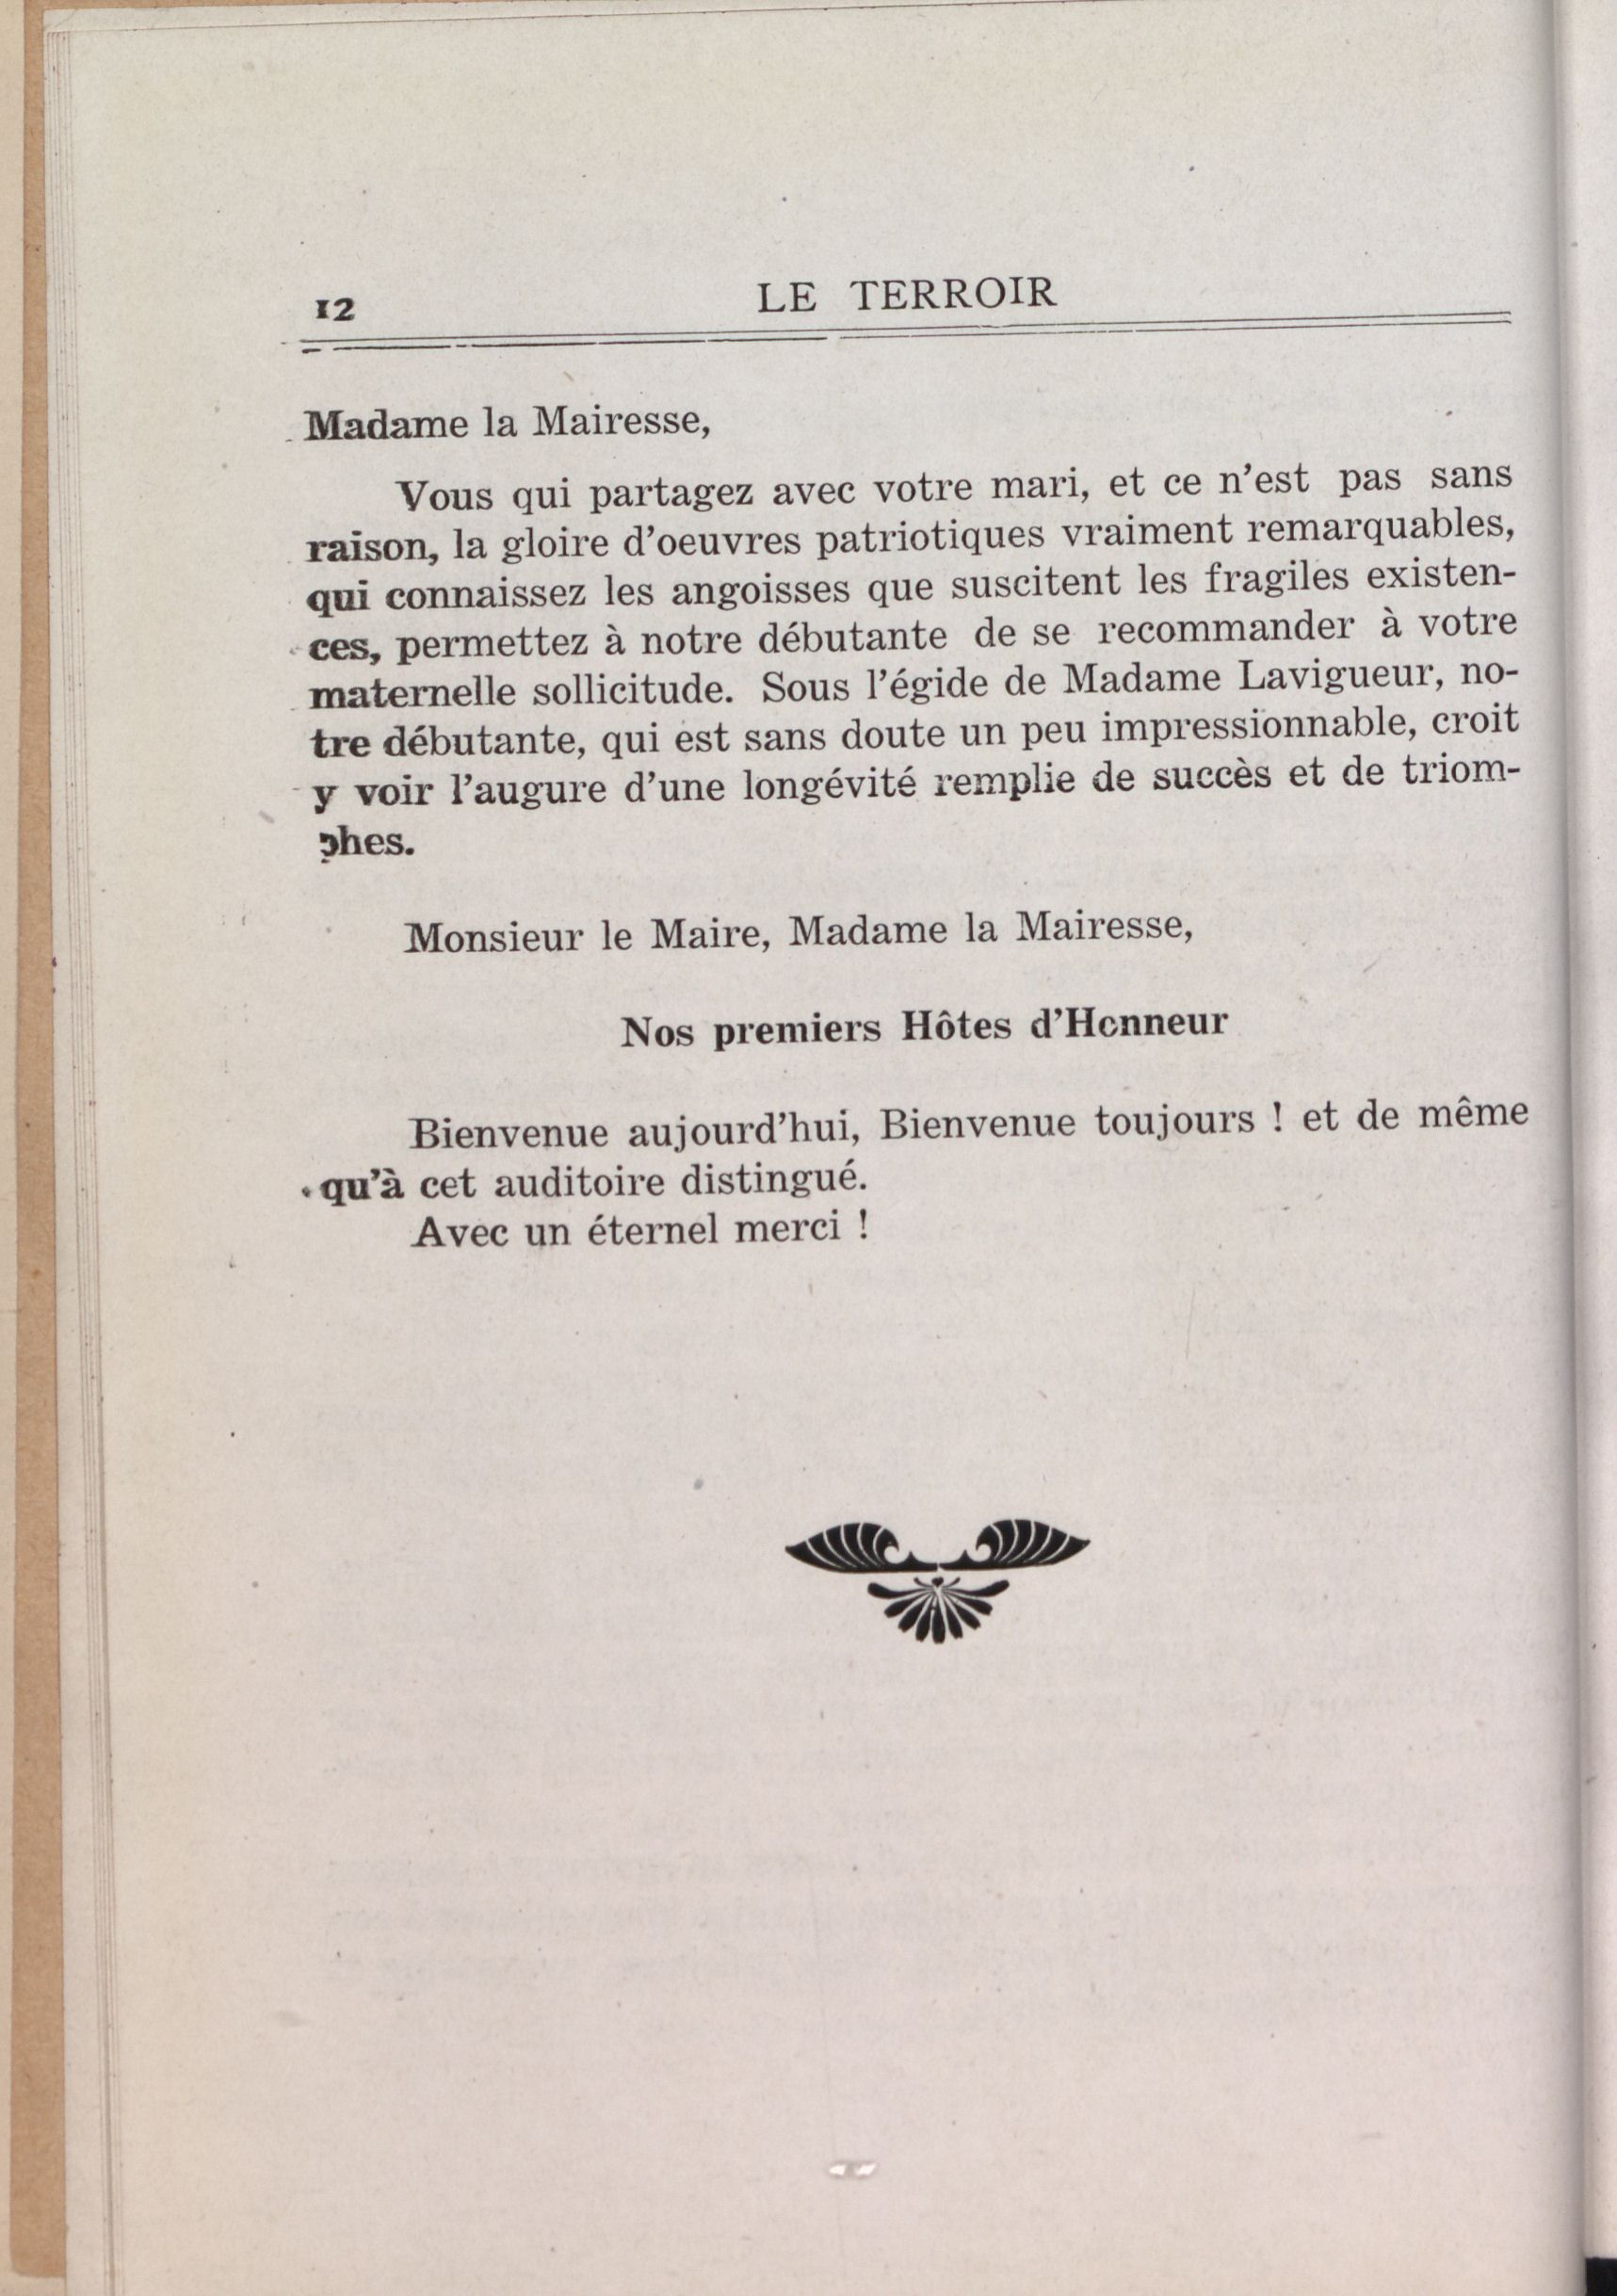 12 LE TERROIR
Madame la Mairesse,
Vous qui partagez avec votre mari, et ce n'est pas sans
raison, la gloire d'oeuvres patriotiques vraiment remarquables,
qui connaissez les angoisses que suscitent les fragiles existen-
ces, permettez à notre débutante de se recommander à votre
maternelle sollicitude. Sous l'égide de Madame Lavigueur, no-
tre débutante, qui est sans doute un peu impressionnable, croit
y voir l'augure d'une longévité remplie de succès et de triom-
phes.
Monsieur le Maire, Madame la Mairesse,
Nos premiers Hôtes d'Honneur
Bienvenue aujourd'hui, Bienvenue toujours ! et de même
qu'à cet auditoire distingué.
Avec un éternel merci !